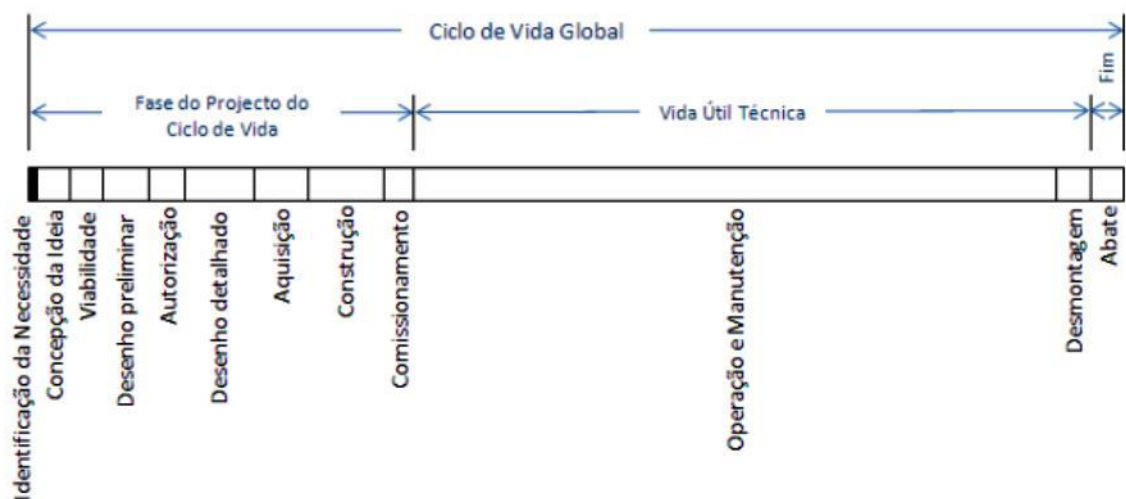 Ciclo de Vida Global
Fim
Fase do Projecto do
Ciclo de Vida
Vida Útil Técnica
Identificação da Necessidade
Concepção da Ideia
Viabilidade
Desenho preliminar
Autorização
Desenho detalhado
Aquisição
Construção
Comissionamento
Operação e Manutenção
Desmontagem
Abate